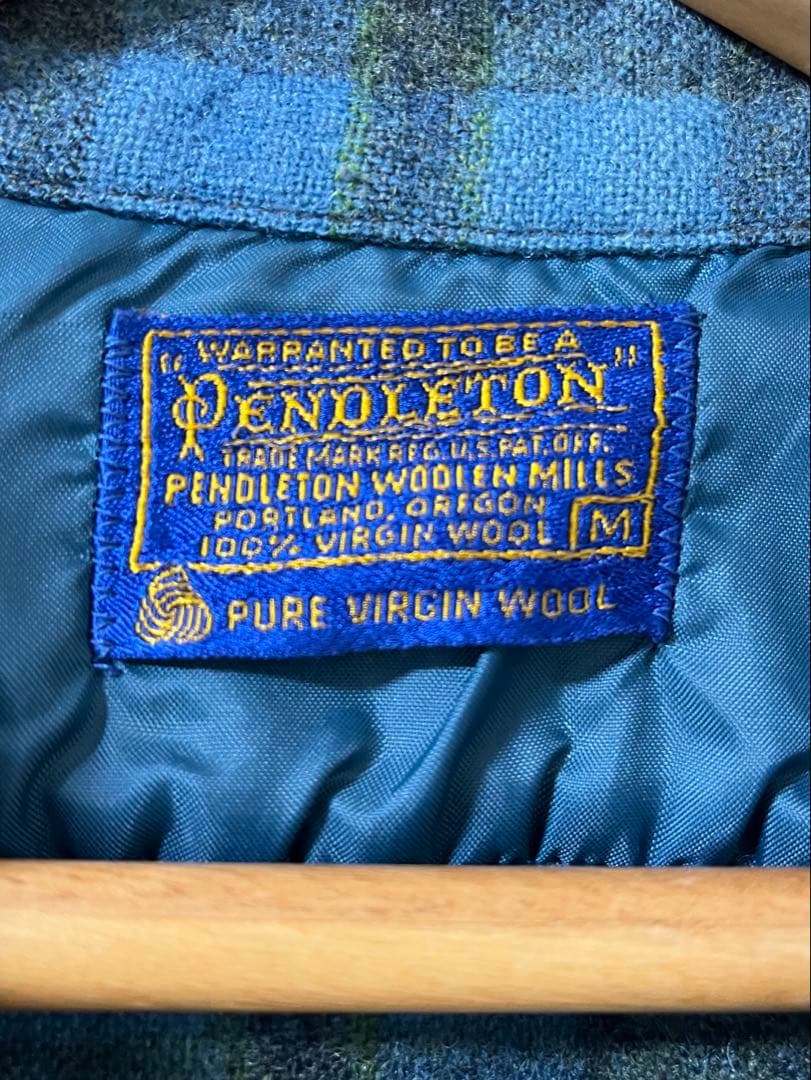 WARRANTED TO BE A
"PENDLETON"
TRADE MARK REG. U.S. PAT. OFF.
PENDLETON WOOLEN MILLS
PORTLAND, OREGON
100% VIRGIN WOOL M
PURE VIRGIN WOOL